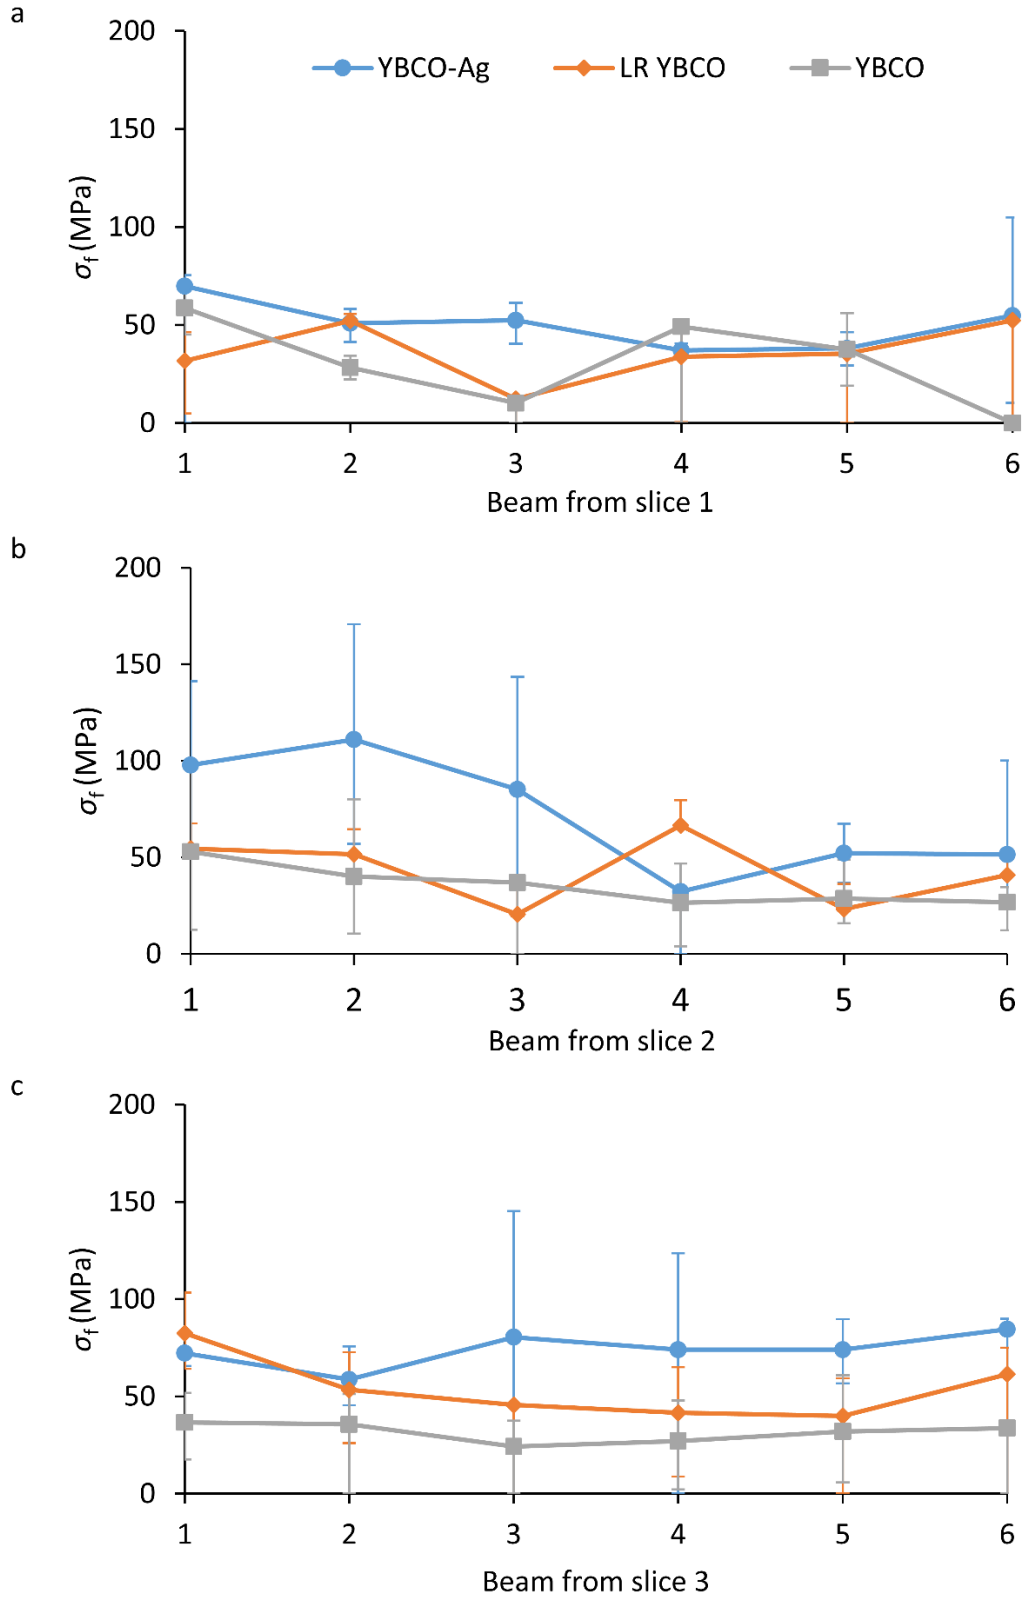 a
200
YBCO-Ag LR YBCO YBCO
150
100
50
0
σf (MPa)
1 2 3 4 5 6
Beam from slice 1
b
200
150
100
50
0
σf (MPa)
1 2 3 4 5 6
Beam from slice 2
c
200
150
100
50
0
σf (MPa)
1 2 3 4 5 6
Beam from slice 3